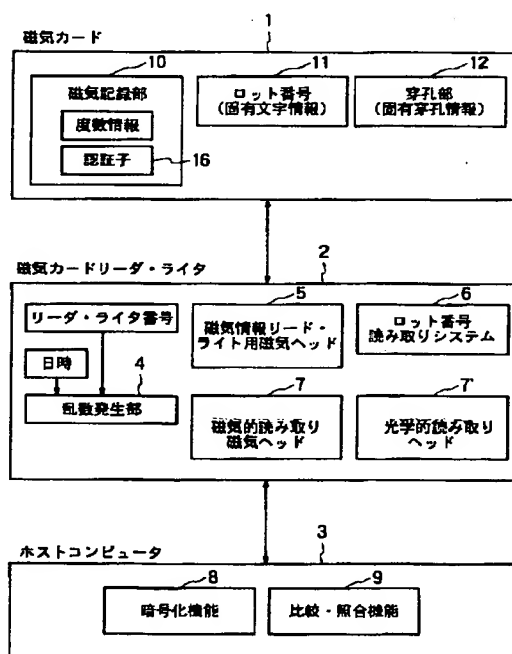 磁気カード
1
10
11
12
磁気記録部
度数情報
認証子
16
ロット番号
(固有文字情報)
穿孔部
(固有穿孔情報)
磁気カードリーダ・ライタ
2
リーダ・ライタ番号
日時
4
乱数発生部
5
磁気情報リード・
ライト用磁気ヘッド
6
ロット番号
読み取りシステム
7
磁気的読み取り
磁気ヘッド
7'
光学的読み取り
ヘッド
ホストコンピュータ
3
8
暗号化機能
9
比較・照合機能